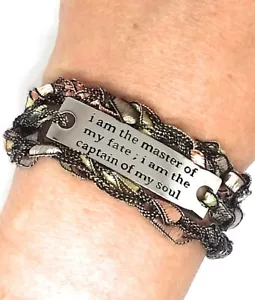 i am the master of
my fate ; i am the
captain of my soul